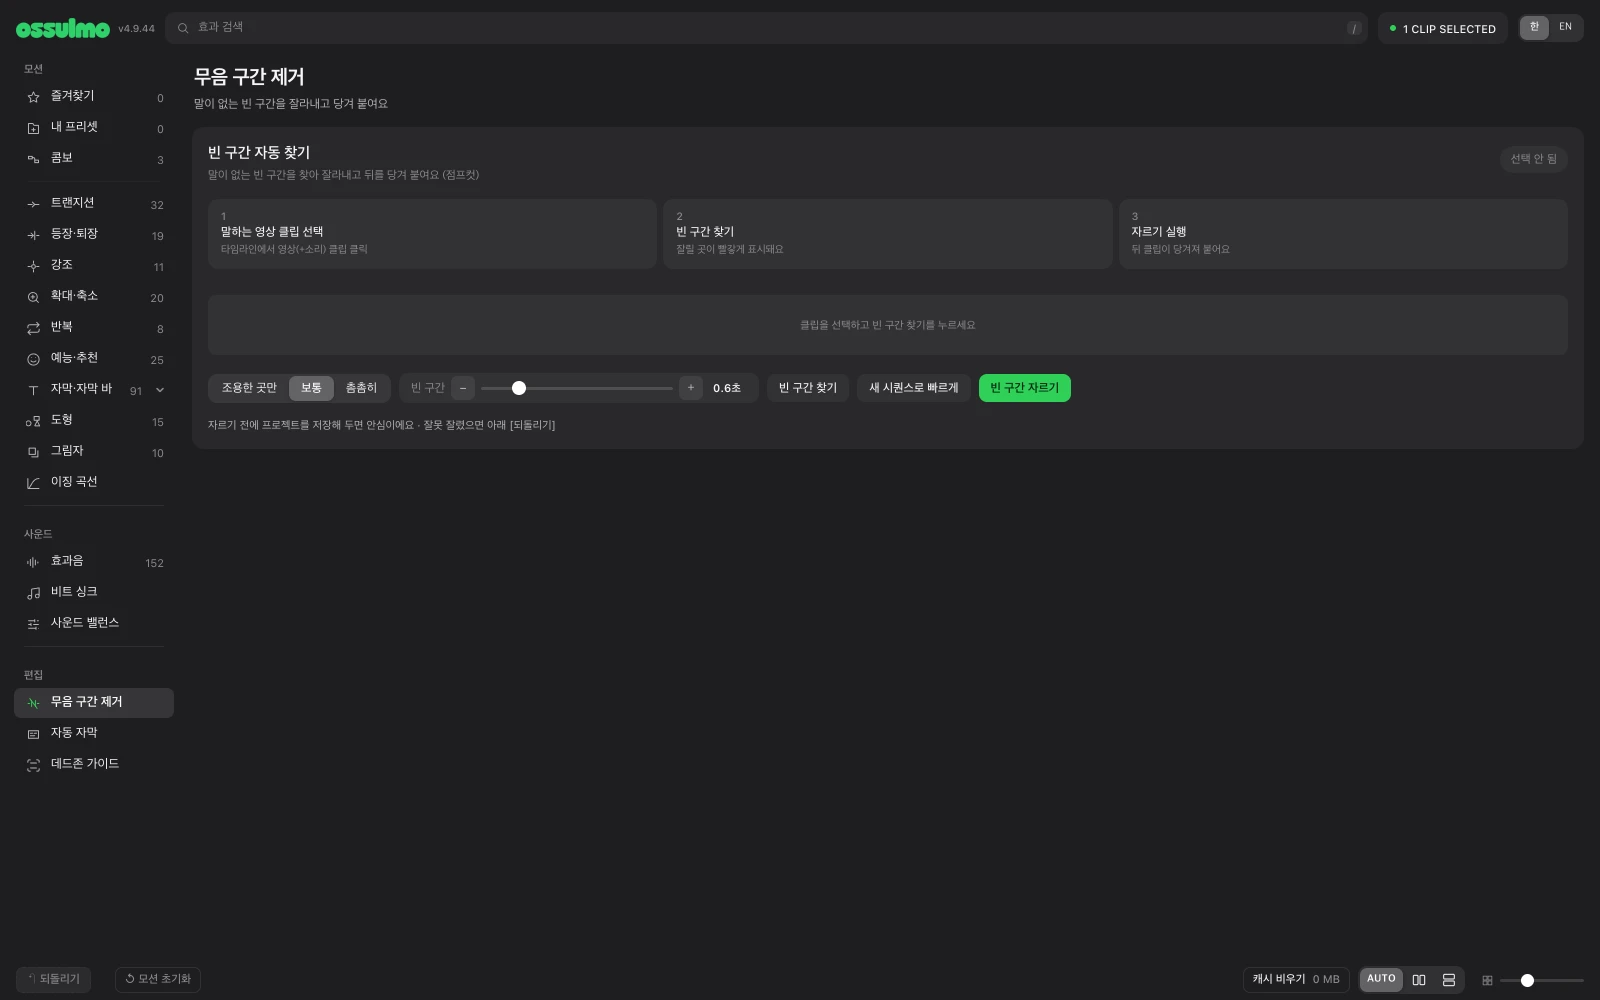 ossulmo v4.9.44
효과 검색
/
1 CLIP SELECTED
한 EN
모션
즐겨찾기 0
내 프리셋 0
콤보 3
트랜지션 32
등장·퇴장 19
강조 11
확대·축소 20
반복 8
예능·추천 25
자막·자막 바 91
도형 15
그림자 10
이징 곡선
사운드
효과음 152
비트 싱크
사운드 밸런스
편집
무음 구간 제거
자동 자막
데드존 가이드
무음 구간 제거
말이 없는 빈 구간을 잘라내고 당겨 붙여요
빈 구간 자동 찾기
말이 없는 빈 구간을 찾아 잘라내고 뒤를 당겨 붙여요 (점프컷)
선택 안 됨
1
말하는 영상 클립 선택
타임라인에서 영상(+소리) 클립 클릭
2
빈 구간 찾기
잘릴 곳이 빨갛게 표시돼요
3
자르기 실행
뒤 클립이 당겨져 붙어요
클립을 선택하고 빈 구간 찾기를 누르세요
조용한 곳만 보통 촘촘히 빈 구간 − + 0.6초 빈 구간 찾기 새 시퀀스로 빠르게 빈 구간 자르기
자르기 전에 프로젝트를 저장해 두면 안심이에요 · 잘못 잘렸으면 아래 [되돌리기]
되돌리기 모션 초기화
캐시 비우기 0 MB AUTO